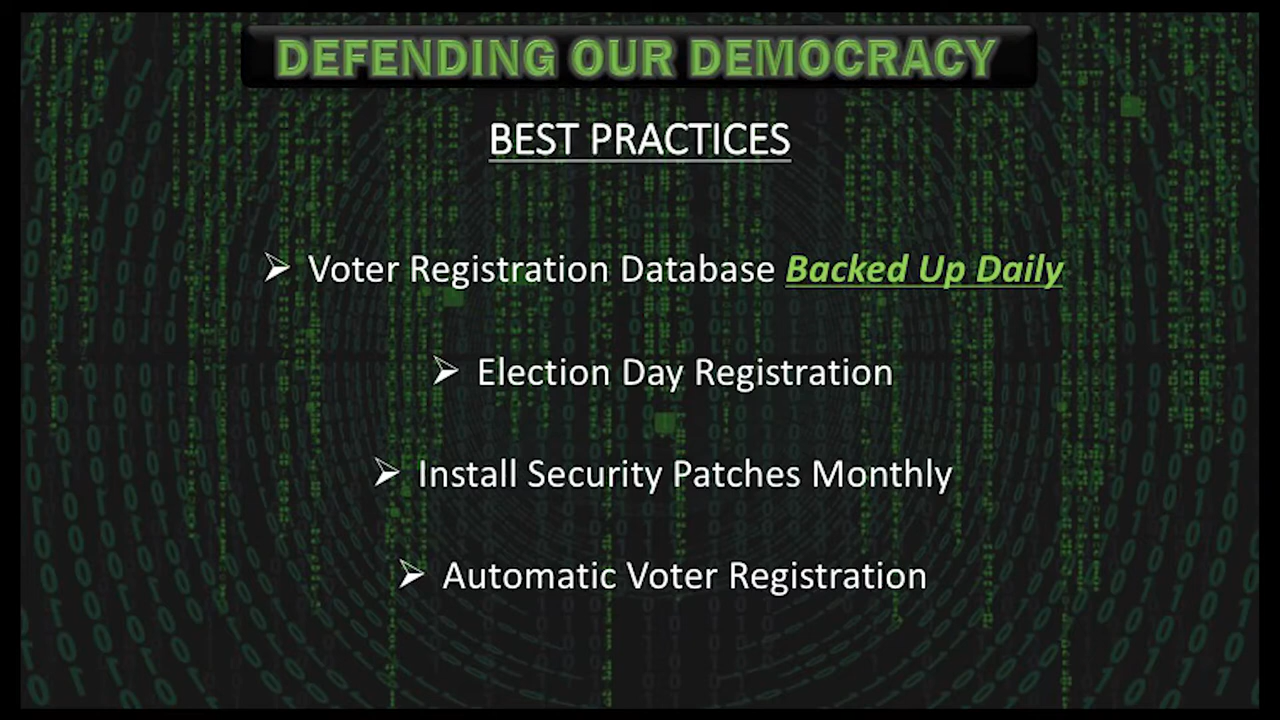 DEFENDING OUR DEMOCRACY
BEST PRACTICES
➢ Voter Registration Database Backed Up Daily
➢ Election Day Registration
➢ Install Security Patches Monthly
➢ Automatic Voter Registration